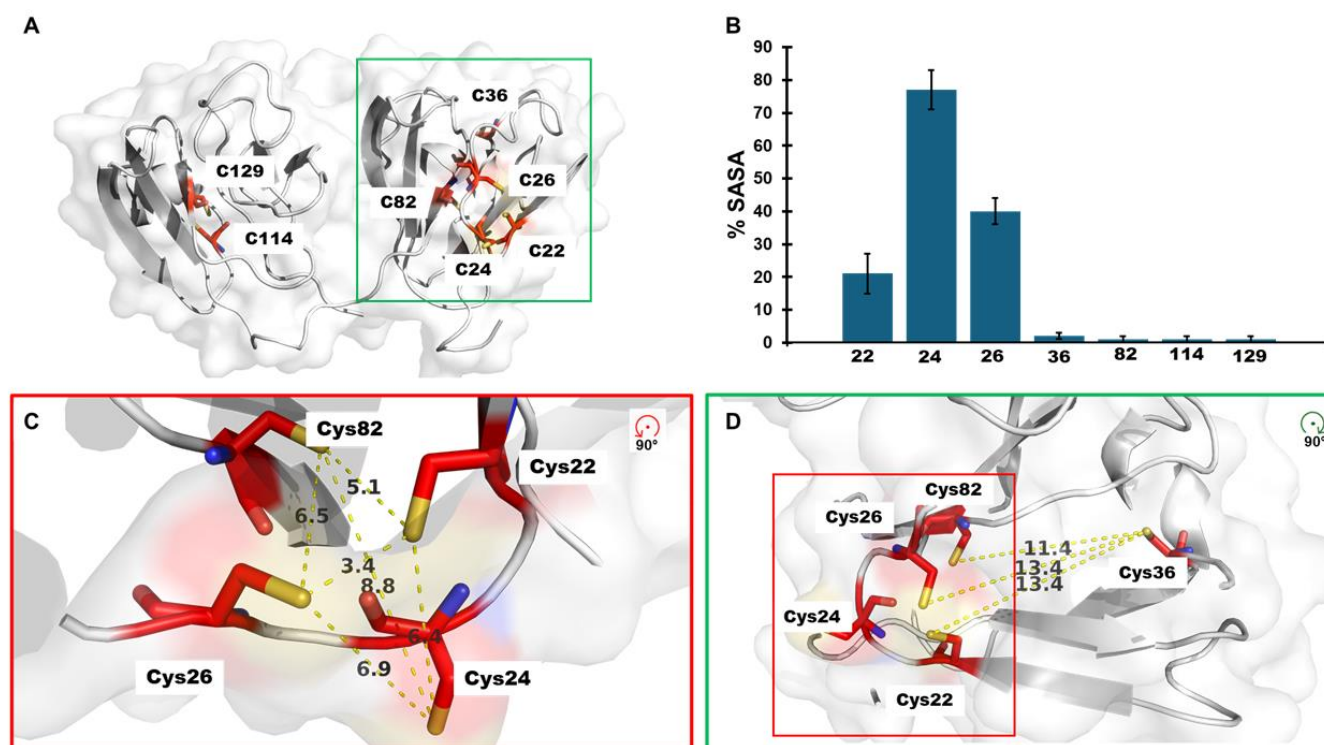 A
C36
C129
C26
C82
C114
C22
C24
B
90
80
70
60
50
40
30
20
10
0
% SASA
22 24 26 36 82 114 129
C
Cys82
90°
Cys22
5.1
6.5
3.4
8.8
6.4
6.9
Cys26
Cys24
D
90°
Cys82
Cys26
11.4
13.4
13.4
Cys36
Cys24
Cys22